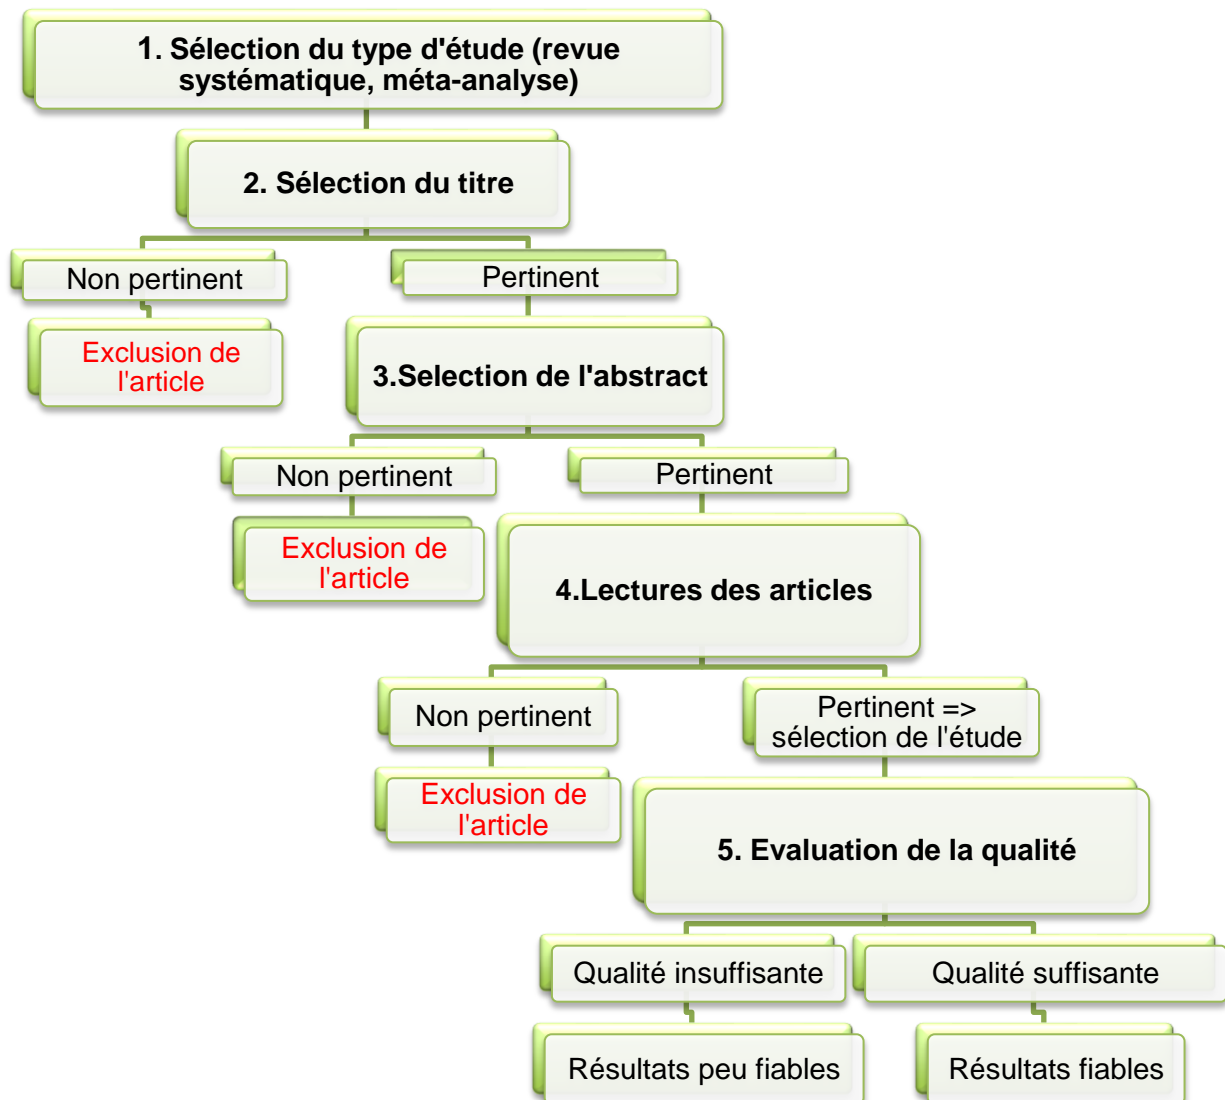 1. Sélection du type d'étude (revue
systématique, méta-analyse)
2. Sélection du titre
Non pertinent
Pertinent
Exclusion de
l'article
3.Selection de l'abstract
Non pertinent
Pertinent
Exclusion de
l'article
4.Lectures des articles
Non pertinent
Pertinent =>
sélection de l'étude
Exclusion de
l'article
5. Evaluation de la qualité
Qualité insuffisante
Qualité suffisante
Résultats peu fiables
Résultats fiables